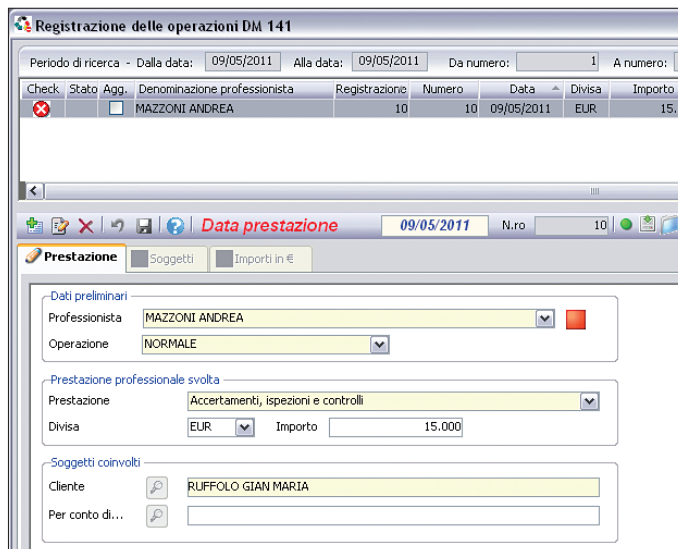 Registrazione delle operazioni DM 141
Periodo di ricerca - Dalla data: 09/05/2011 Alla data: 09/05/2011 Da numero: 1 A numero:
Check Stato Agg. Denominazione professionista Registrazione Numero Data Divisa Importo
MAZZONI ANDREA 10 10 09/05/2011 EUR 15.
Data prestazione 09/05/2011 N.ro 10
Prestazione Soggetti Importi in €
Dati preliminari
Professionista MAZZONI ANDREA
Operazione NORMALE
Prestazione professionale svolta
Prestazione Accertamenti, ispezioni e controlli
Divisa EUR Importo 15.000
Soggetti coinvolti
Cliente RUFFOLO GIAN MARIA
Per conto di...